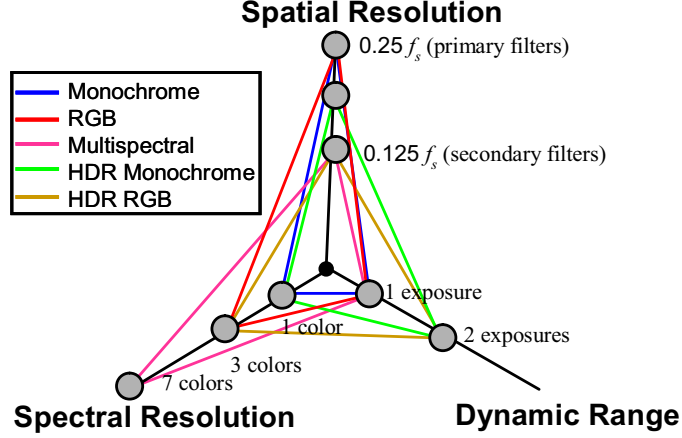 Spatial Resolution
0.25 fs (primary filters)
Monochrome
RGB
Multispectral
HDR Monochrome
HDR RGB
0.125 fs (secondary filters)
1 exposure
1 color
2 exposures
3 colors
7 colors
Spectral Resolution
Dynamic Range